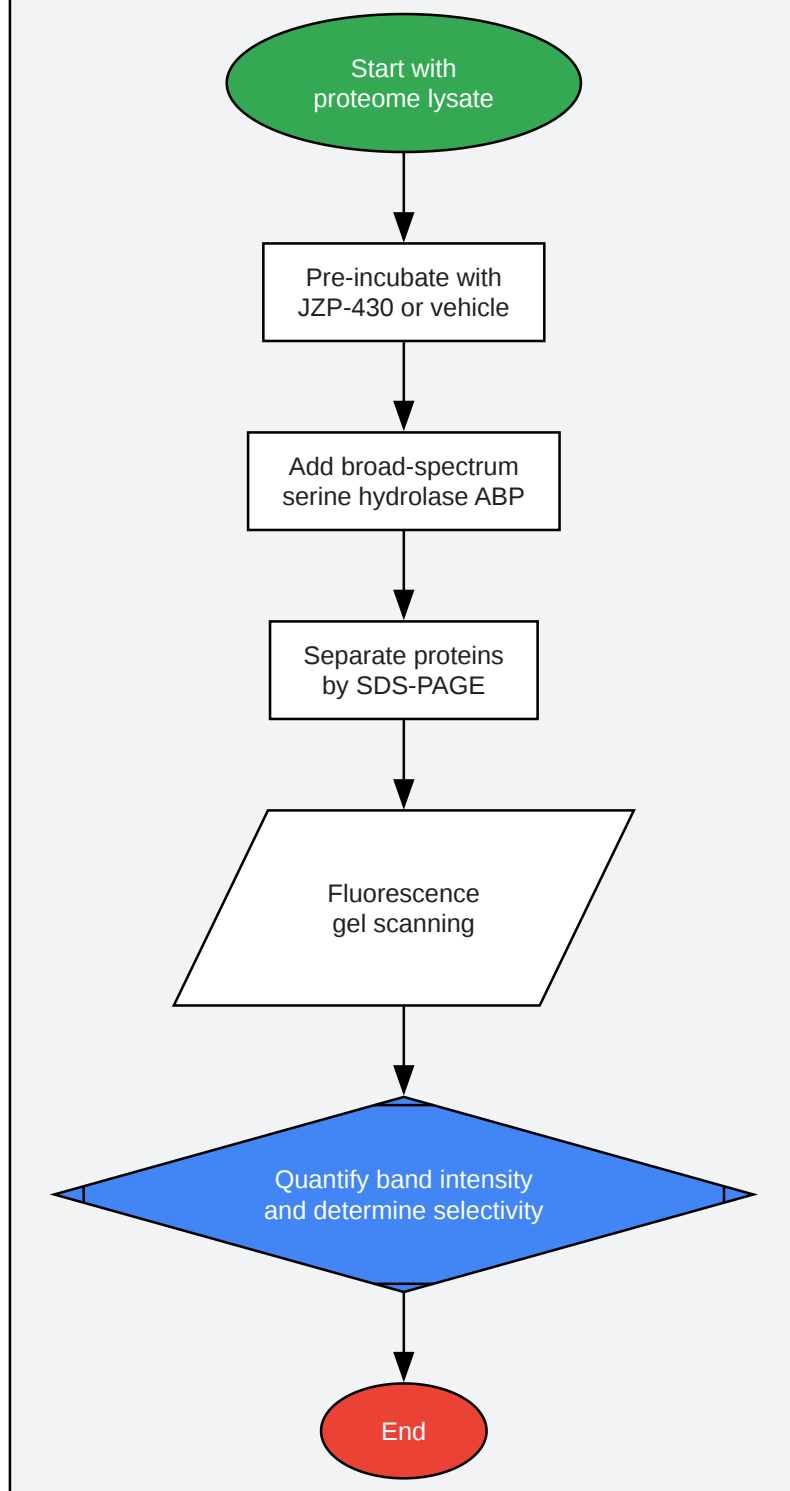 Start with
proteome lysate
Pre-incubate with
JZP-430 or vehicle
Add broad-spectrum
serine hydrolase ABP
Separate proteins
by SDS-PAGE
Fluorescence
gel scanning
Quantify band intensity
and determine selectivity
End